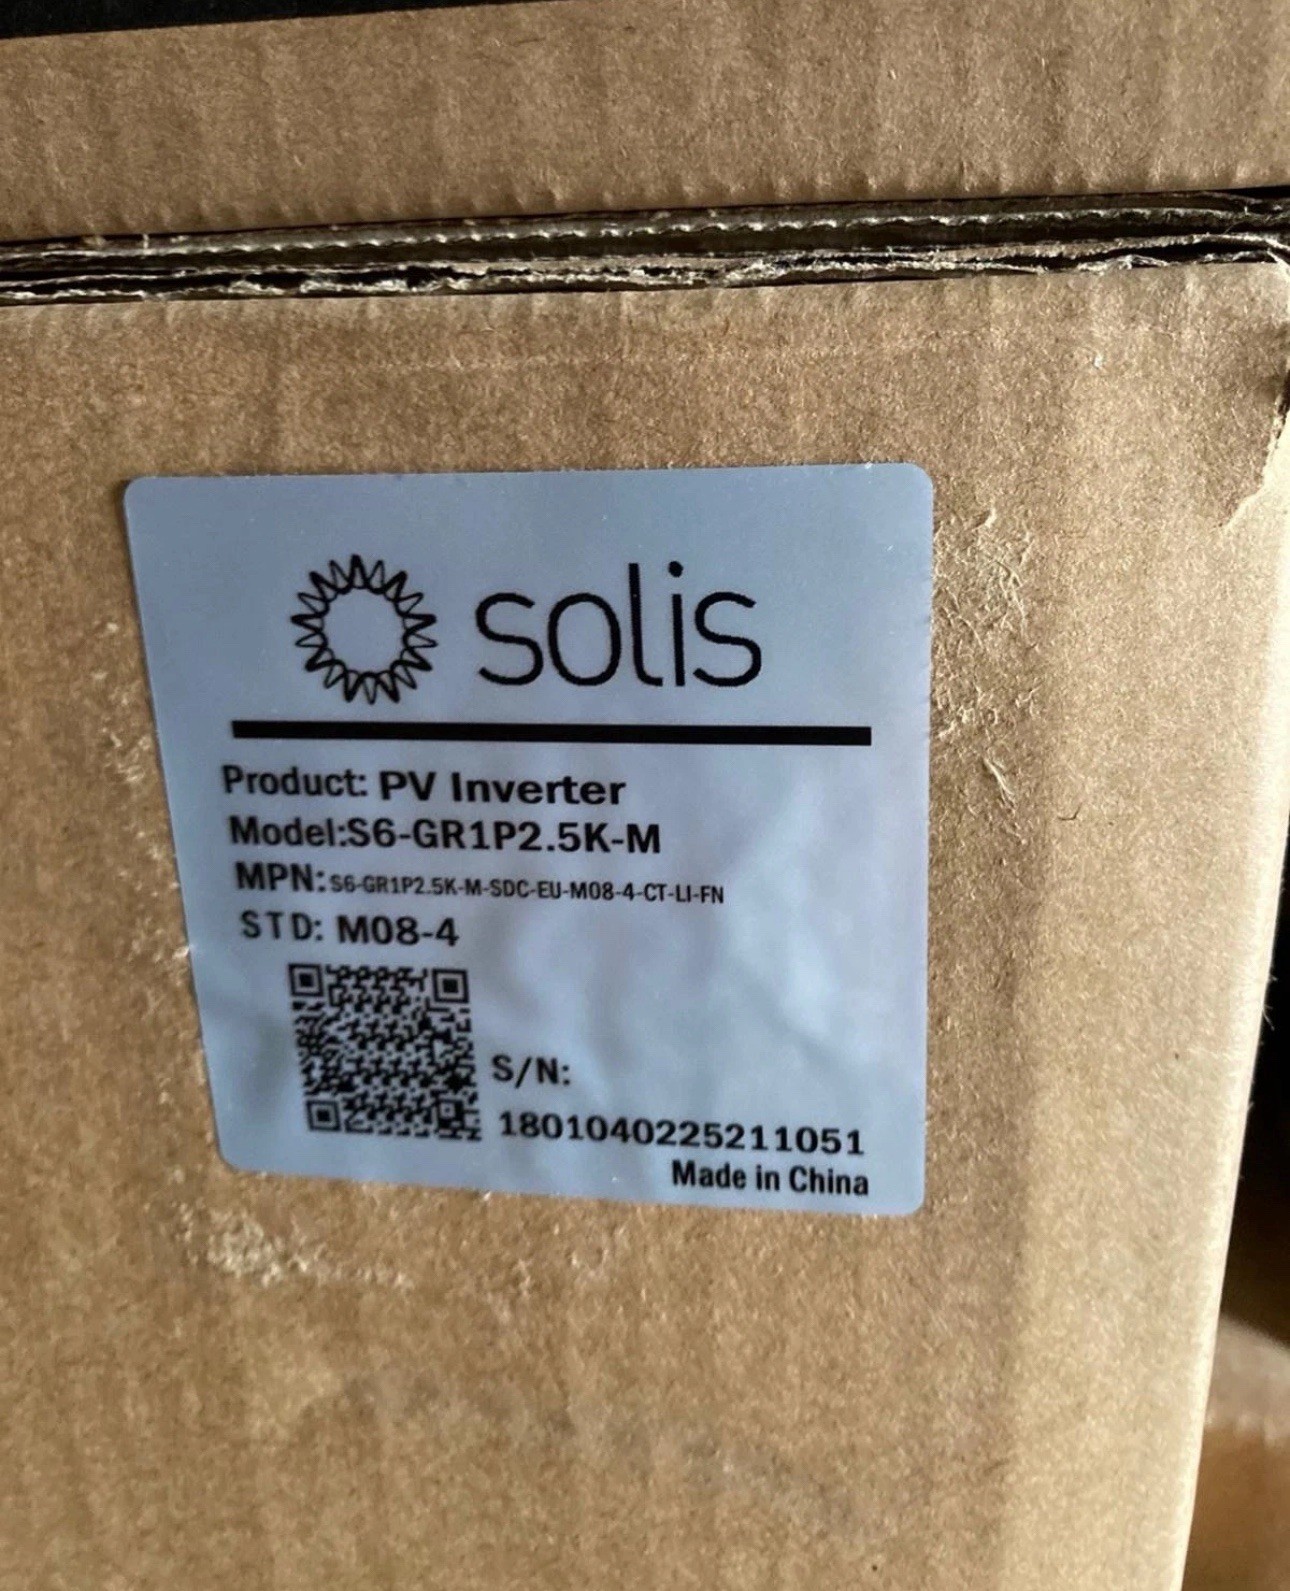 solis
Product: PV Inverter
Model:S6-GR1P2.5K-M
MPN:S6-GR1P2.5K-M-SDC-EU-M08-4-CT-LI-FN
STD: M08-4
S/N:
1801040225211051
Made in China